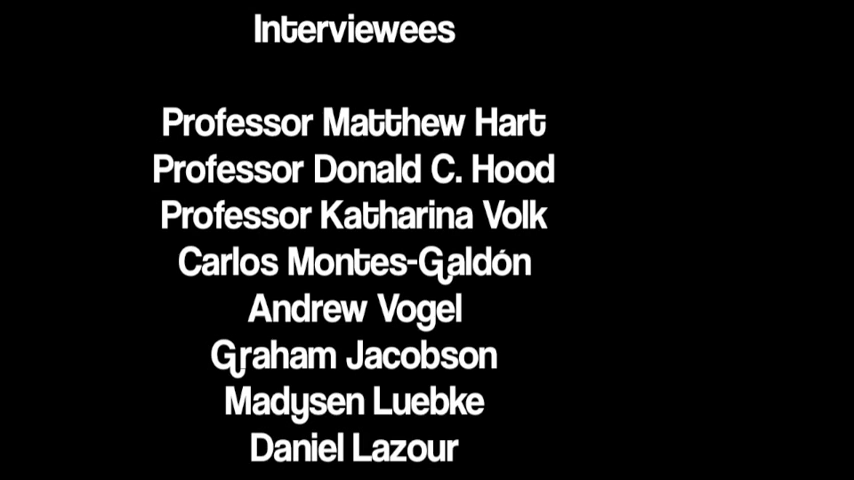 Interviewees
Professor Matthew Hart
Professor Donald C. Hood
Professor Katharina Volk
Carlos Montes-Galdón
Andrew Vogel
Graham Jacobson
Madysen Luebke
Daniel Lazour